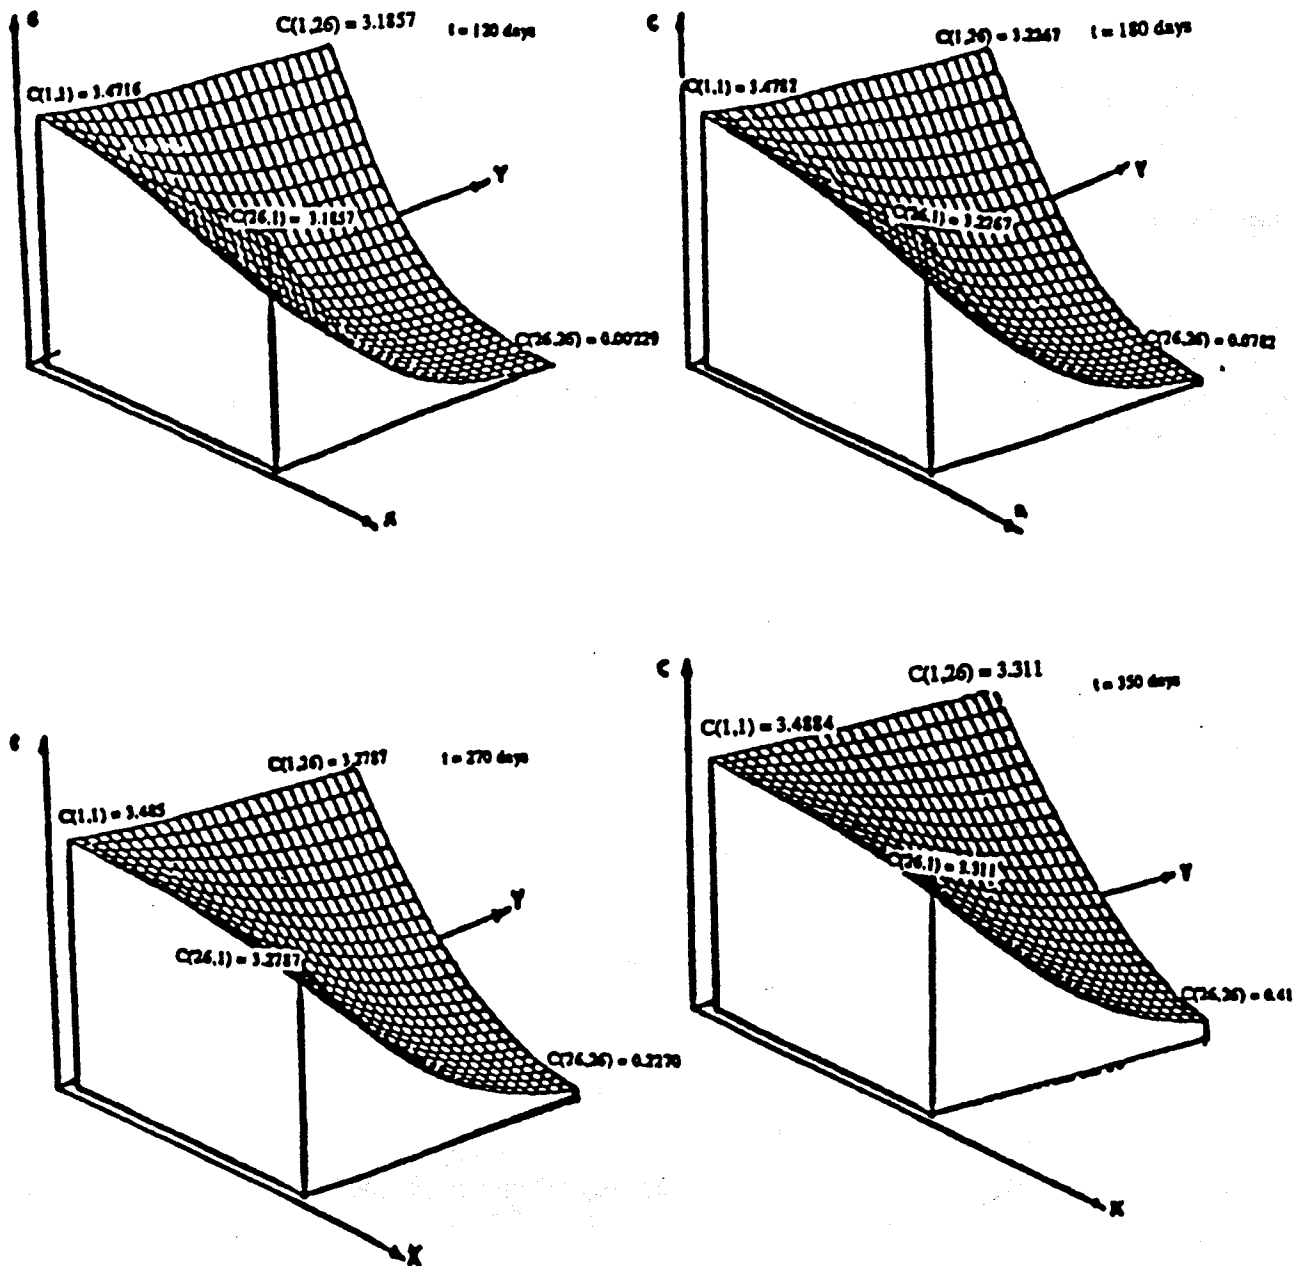 C
C(1,26) = 3.1857
t = 120 days
C(1,1) = 3.4716
Y
C(26,1) = 3.1857
C(26,26) = 0.00229
X
C
C(1,26) = 3.2267
t = 180 days
C(1,1) = 3.4782
Y
C(26,1) = 3.2267
C(26,26) = 0.0782
C
C(1,26) = 3.2787
t = 270 days
C(1,1) = 3.485
Y
C(26,1) = 3.2787
C(26,26) = 0.2270
X
C
C(1,26) = 3.311
t = 350 days
C(1,1) = 3.4884
C(26,1) = 3.311
Y
C(26,26) = 0.41
X